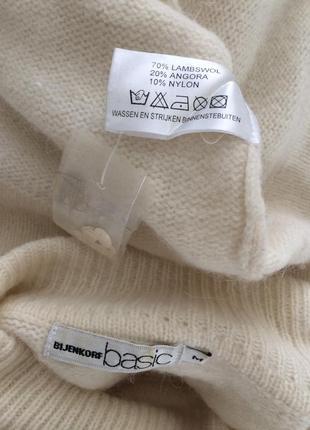 70% LAMBSWOL
20% ANGORA
10% NYLON
WASSEN EN STRIJKEN BINNENSTEBUITEN
BIJENKORF basic